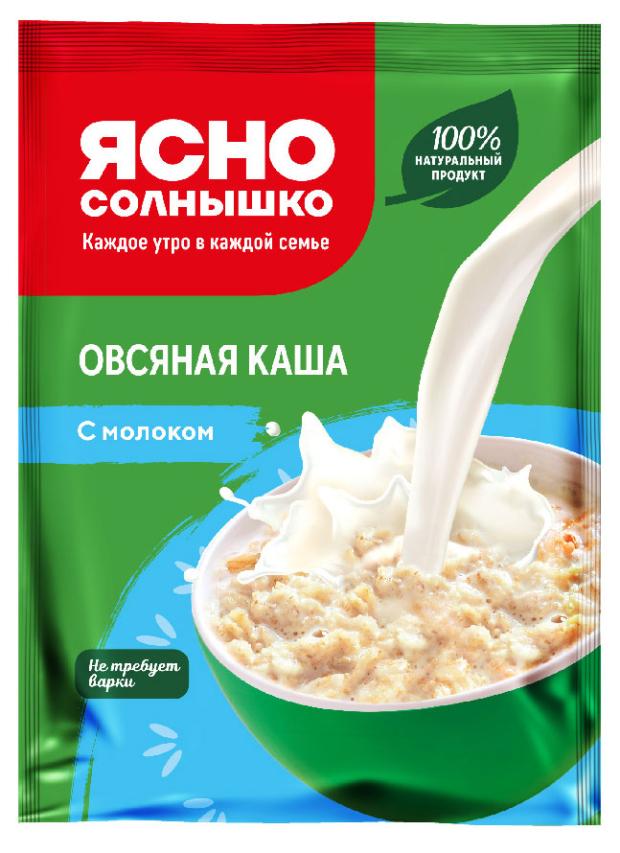 ЯСНО
СОЛНЫШКО
Каждое утро в каждой семье
100%
НАТУРАЛЬНЫЙ
ПРОДУКТ
ОВСЯНАЯ КАША
С МОЛОКОМ
Не требует
варки